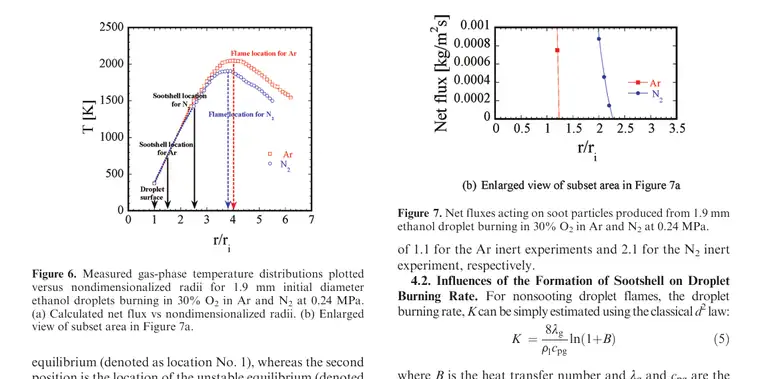 2500
2000
1500
1000
500
0
T [K]
0 1 2 3 4 5 6 7
r/ri
Flame location for Ar
Sootshell location
for N2
Flame location for N2
Sootshell location
for Ar
Ar
N2
Droplet
surface
Figure 6. Measured gas-phase temperature distributions plotted
versus nondimensionalized radii for 1.9 mm initial diameter
ethanol droplets burning in 30% O2 in Ar and N2 at 0.24 MPa.
(a) Calculated net flux vs nondimensionalized radii. (b) Enlarged
view of subset area in Figure 7a.
equilibrium (denoted as location No. 1), whereas the second
position is the location of the unstable equilibrium (denoted
0.001
0.0008
0.0006
0.0004
0.0002
0
Net flux [kg/m2s]
Ar
N2
0 0.5 1 1.5 2 2.5 3 3.5
r/ri
(b) Enlarged view of subset area in Figure 7a
Figure 7. Net fluxes acting on soot particles produced from 1.9 mm
ethanol droplet burning in 30% O2 in Ar and N2 at 0.24 MPa.
of 1.1 for the Ar inert experiments and 2.1 for the N2 inert
experiment, respectively.
4.2. Influences of the Formation of Sootshell on Droplet
Burning Rate. For nonsooting droplet flames, the droplet
burning rate, K can be simply estimated using the classical d2 law:
K = 8λg/ρlcpg ln(1+B) (5)
where B is the heat transfer number and λg and cpg are the